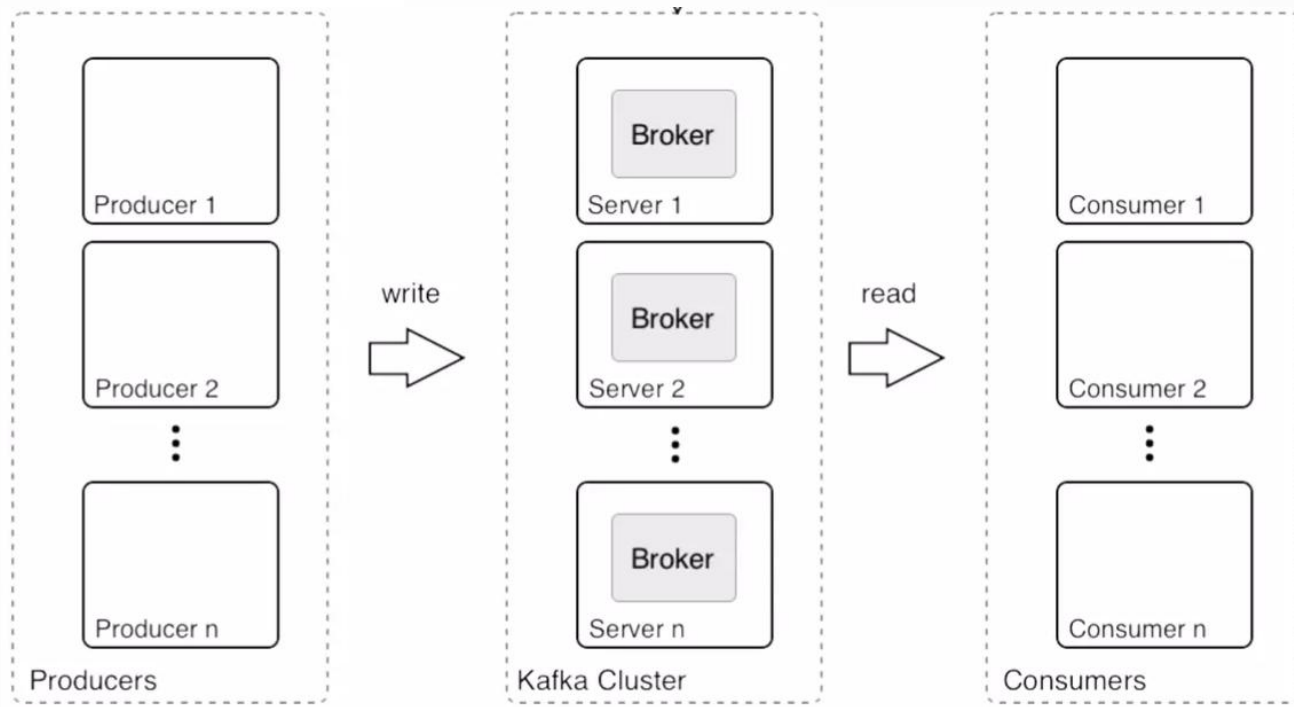 Producer 1
Producer 2
Producer n
Producers
write
Broker
Server 1
Broker
Server 2
Broker
Server n
Kafka Cluster
read
Consumer 1
Consumer 2
Consumer n
Consumers